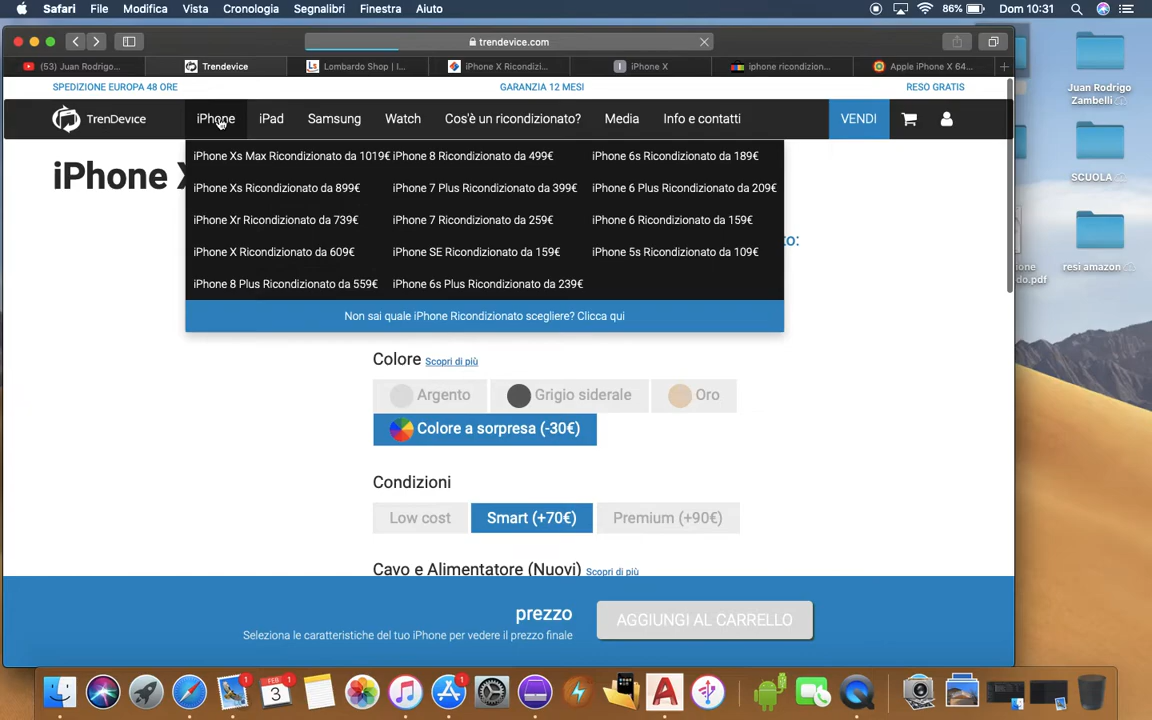 Safari File Modifica Vista Cronologia Segnalibri Finestra Aiuto 86% Dom 10:31
trendevice.com
(53) Juan Rodrigo... Trendevice Lombardo Shop | I... iPhone X Ricondizi... iPhone X iphone ricondizion... Apple iPhone X 64...
SPEDIZIONE EUROPA 48 ORE GARANZIA 12 MESI RESO GRATIS
TrenDevice iPhone iPad Samsung Watch Cos'è un ricondizionato? Media Info e contatti VENDI
iPhone Xs Max Ricondizionato da 1019€ iPhone 8 Ricondizionato da 499€ iPhone 6s Ricondizionato da 189€
iPhone X
iPhone Xs Ricondizionato da 899€ iPhone 7 Plus Ricondizionato da 399€ iPhone 6 Plus Ricondizionato da 209€
iPhone Xr Ricondizionato da 739€ iPhone 7 Ricondizionato da 259€ iPhone 6 Ricondizionato da 159€
to:
iPhone X Ricondizionato da 609€ iPhone SE Ricondizionato da 159€ iPhone 5s Ricondizionato da 109€
iPhone 8 Plus Ricondizionato da 559€ iPhone 6s Plus Ricondizionato da 239€
Non sai quale iPhone Ricondizionato scegliere? Clicca qui
Colore Scopri di più
Argento Grigio siderale Oro
Colore a sorpresa (-30€)
Condizioni
Low cost Smart (+70€) Premium (+90€)
Cavo e Alimentatore (Nuovi) Scopri di più
prezzo
Seleziona le caratteristiche del tuo iPhone per vedere il prezzo finale
AGGIUNGI AL CARRELLO
Juan Rodrigo
Zambelli
SCUOLA
resi amazon
ione
do.pdf
FEB
3
1
1
1